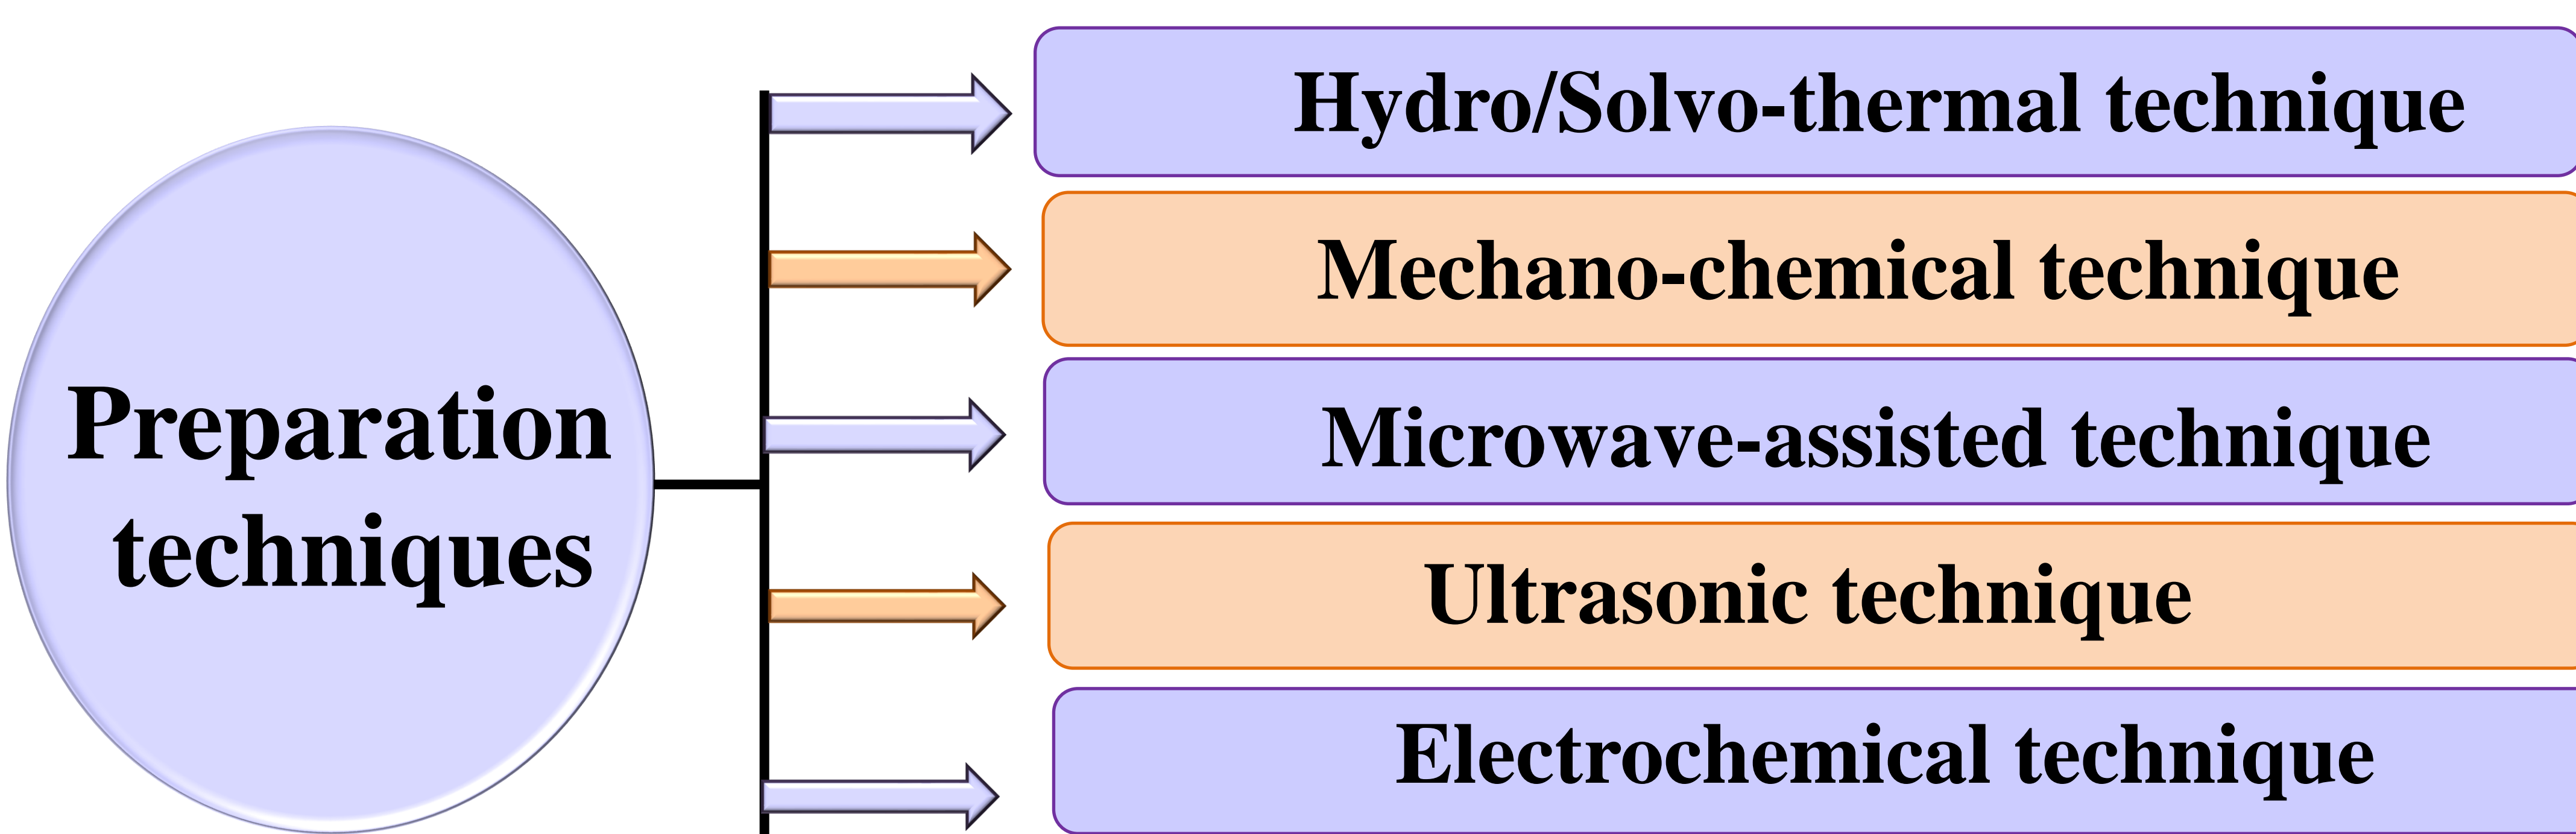 Preparation
techniques
Hydro/Solvo-thermal technique
Mechano-chemical technique
Microwave-assisted technique
Ultrasonic technique
Electrochemical technique